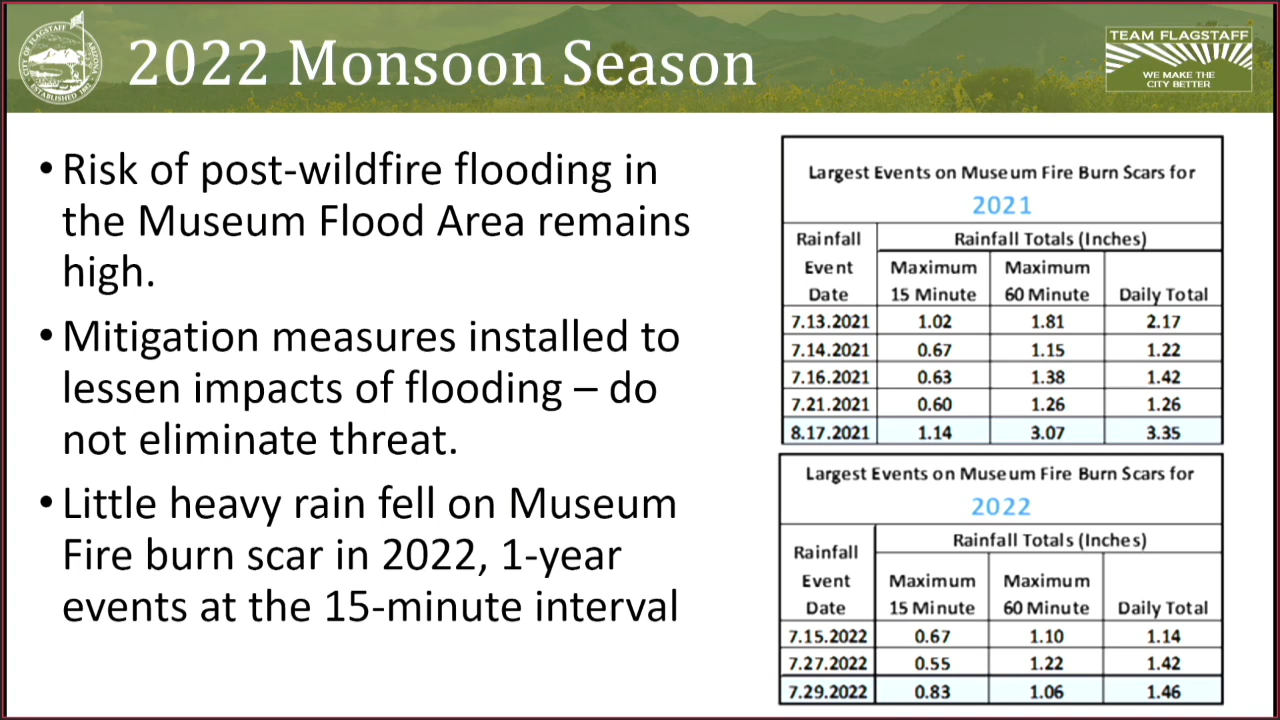 CITY OF FLAGSTAFF
ARIZONA
ESTABLISHED 1882
2022 Monsoon Season
TEAM FLAGSTAFF
WE MAKE THE
CITY BETTER
• Risk of post-wildfire flooding in
the Museum Flood Area remains
high.
• Mitigation measures installed to
lessen impacts of flooding – do
not eliminate threat.
• Little heavy rain fell on Museum
Fire burn scar in 2022, 1-year
events at the 15-minute interval
Largest Events on Museum Fire Burn Scars for
2021
Rainfall Event Date Rainfall Totals (Inches)
Maximum 15 Minute Maximum 60 Minute Daily Total
7.13.2021 1.02 1.81 2.17
7.14.2021 0.67 1.15 1.22
7.16.2021 0.63 1.38 1.42
7.21.2021 0.60 1.26 1.26
8.17.2021 1.14 3.07 3.35
Largest Events on Museum Fire Burn Scars for
2022
Rainfall Event Date Rainfall Totals (Inches)
Maximum 15 Minute Maximum 60 Minute Daily Total
7.15.2022 0.67 1.10 1.14
7.27.2022 0.55 1.22 1.42
7.29.2022 0.83 1.06 1.46